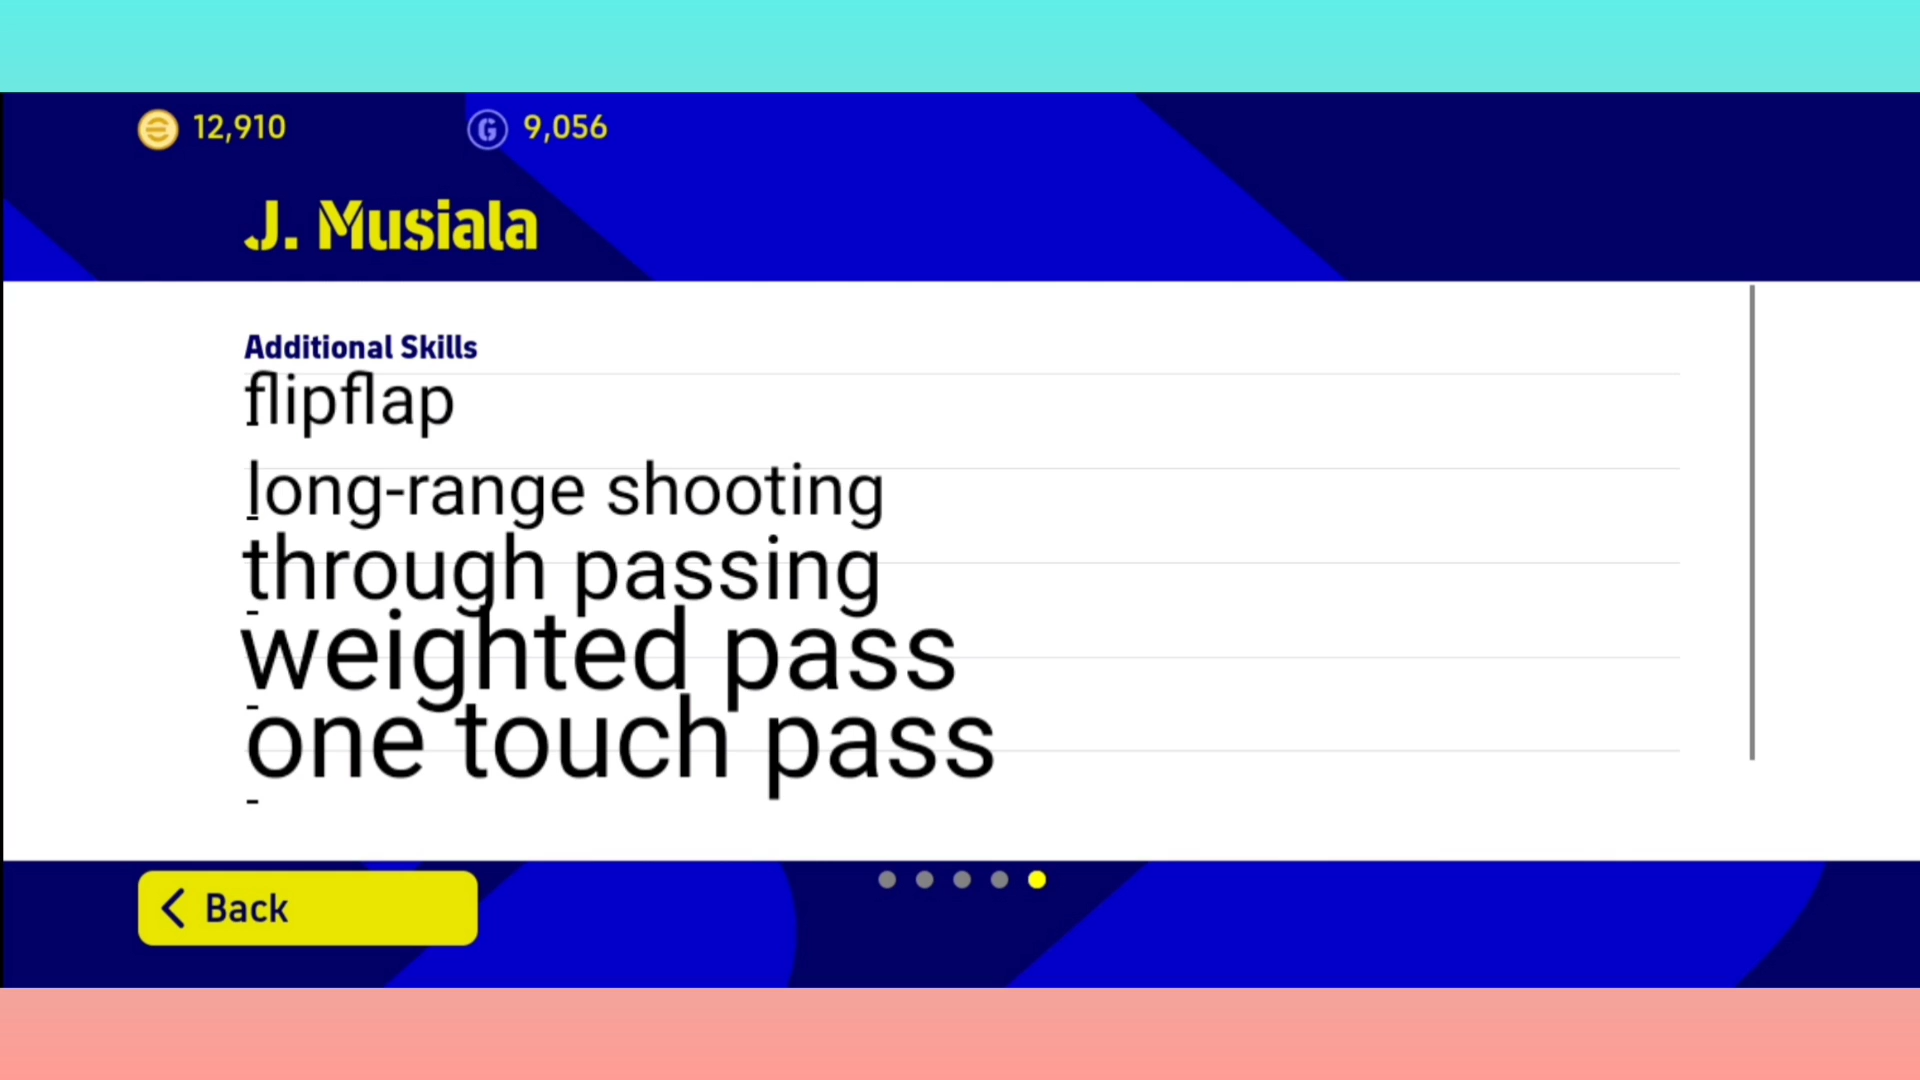 12,910
9,056
J. Musiala
Additional Skills
flipflap
-
long-range shooting
-
through passing
-
weighted pass
-
one touch pass
-
Back